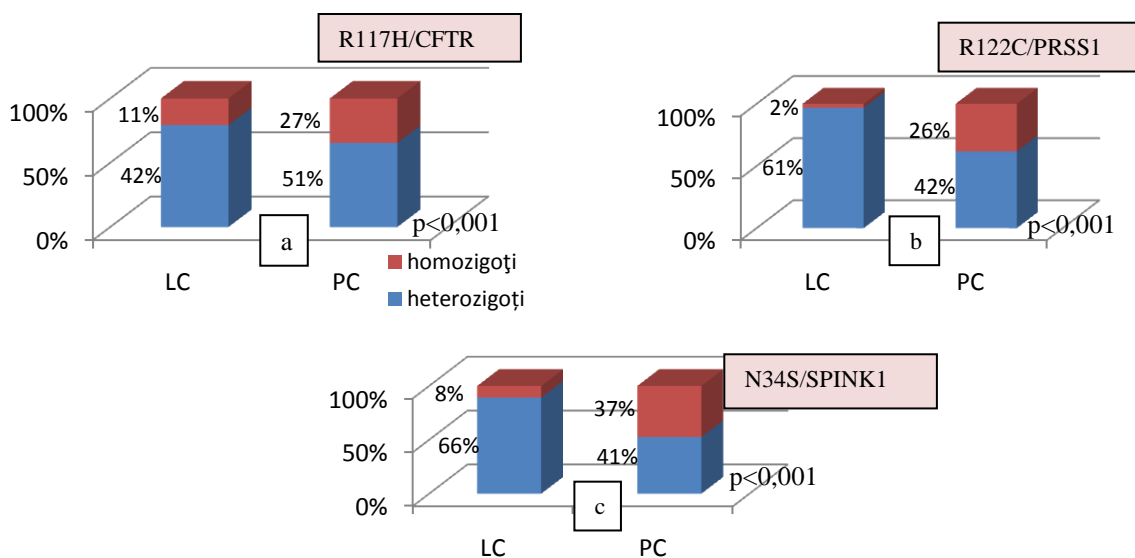 R117H/CFTR
100%
50%
0%
11%
42%
27%
51%
p<0,001
a
LC
PC
homozigoţi
heterozigoți
R122C/PRSS1
100%
50%
0%
2%
61%
26%
42%
p<0,001
b
LC
PC
N34S/SPINK1
100%
50%
0%
8%
66%
37%
41%
p<0,001
c
LC
PC